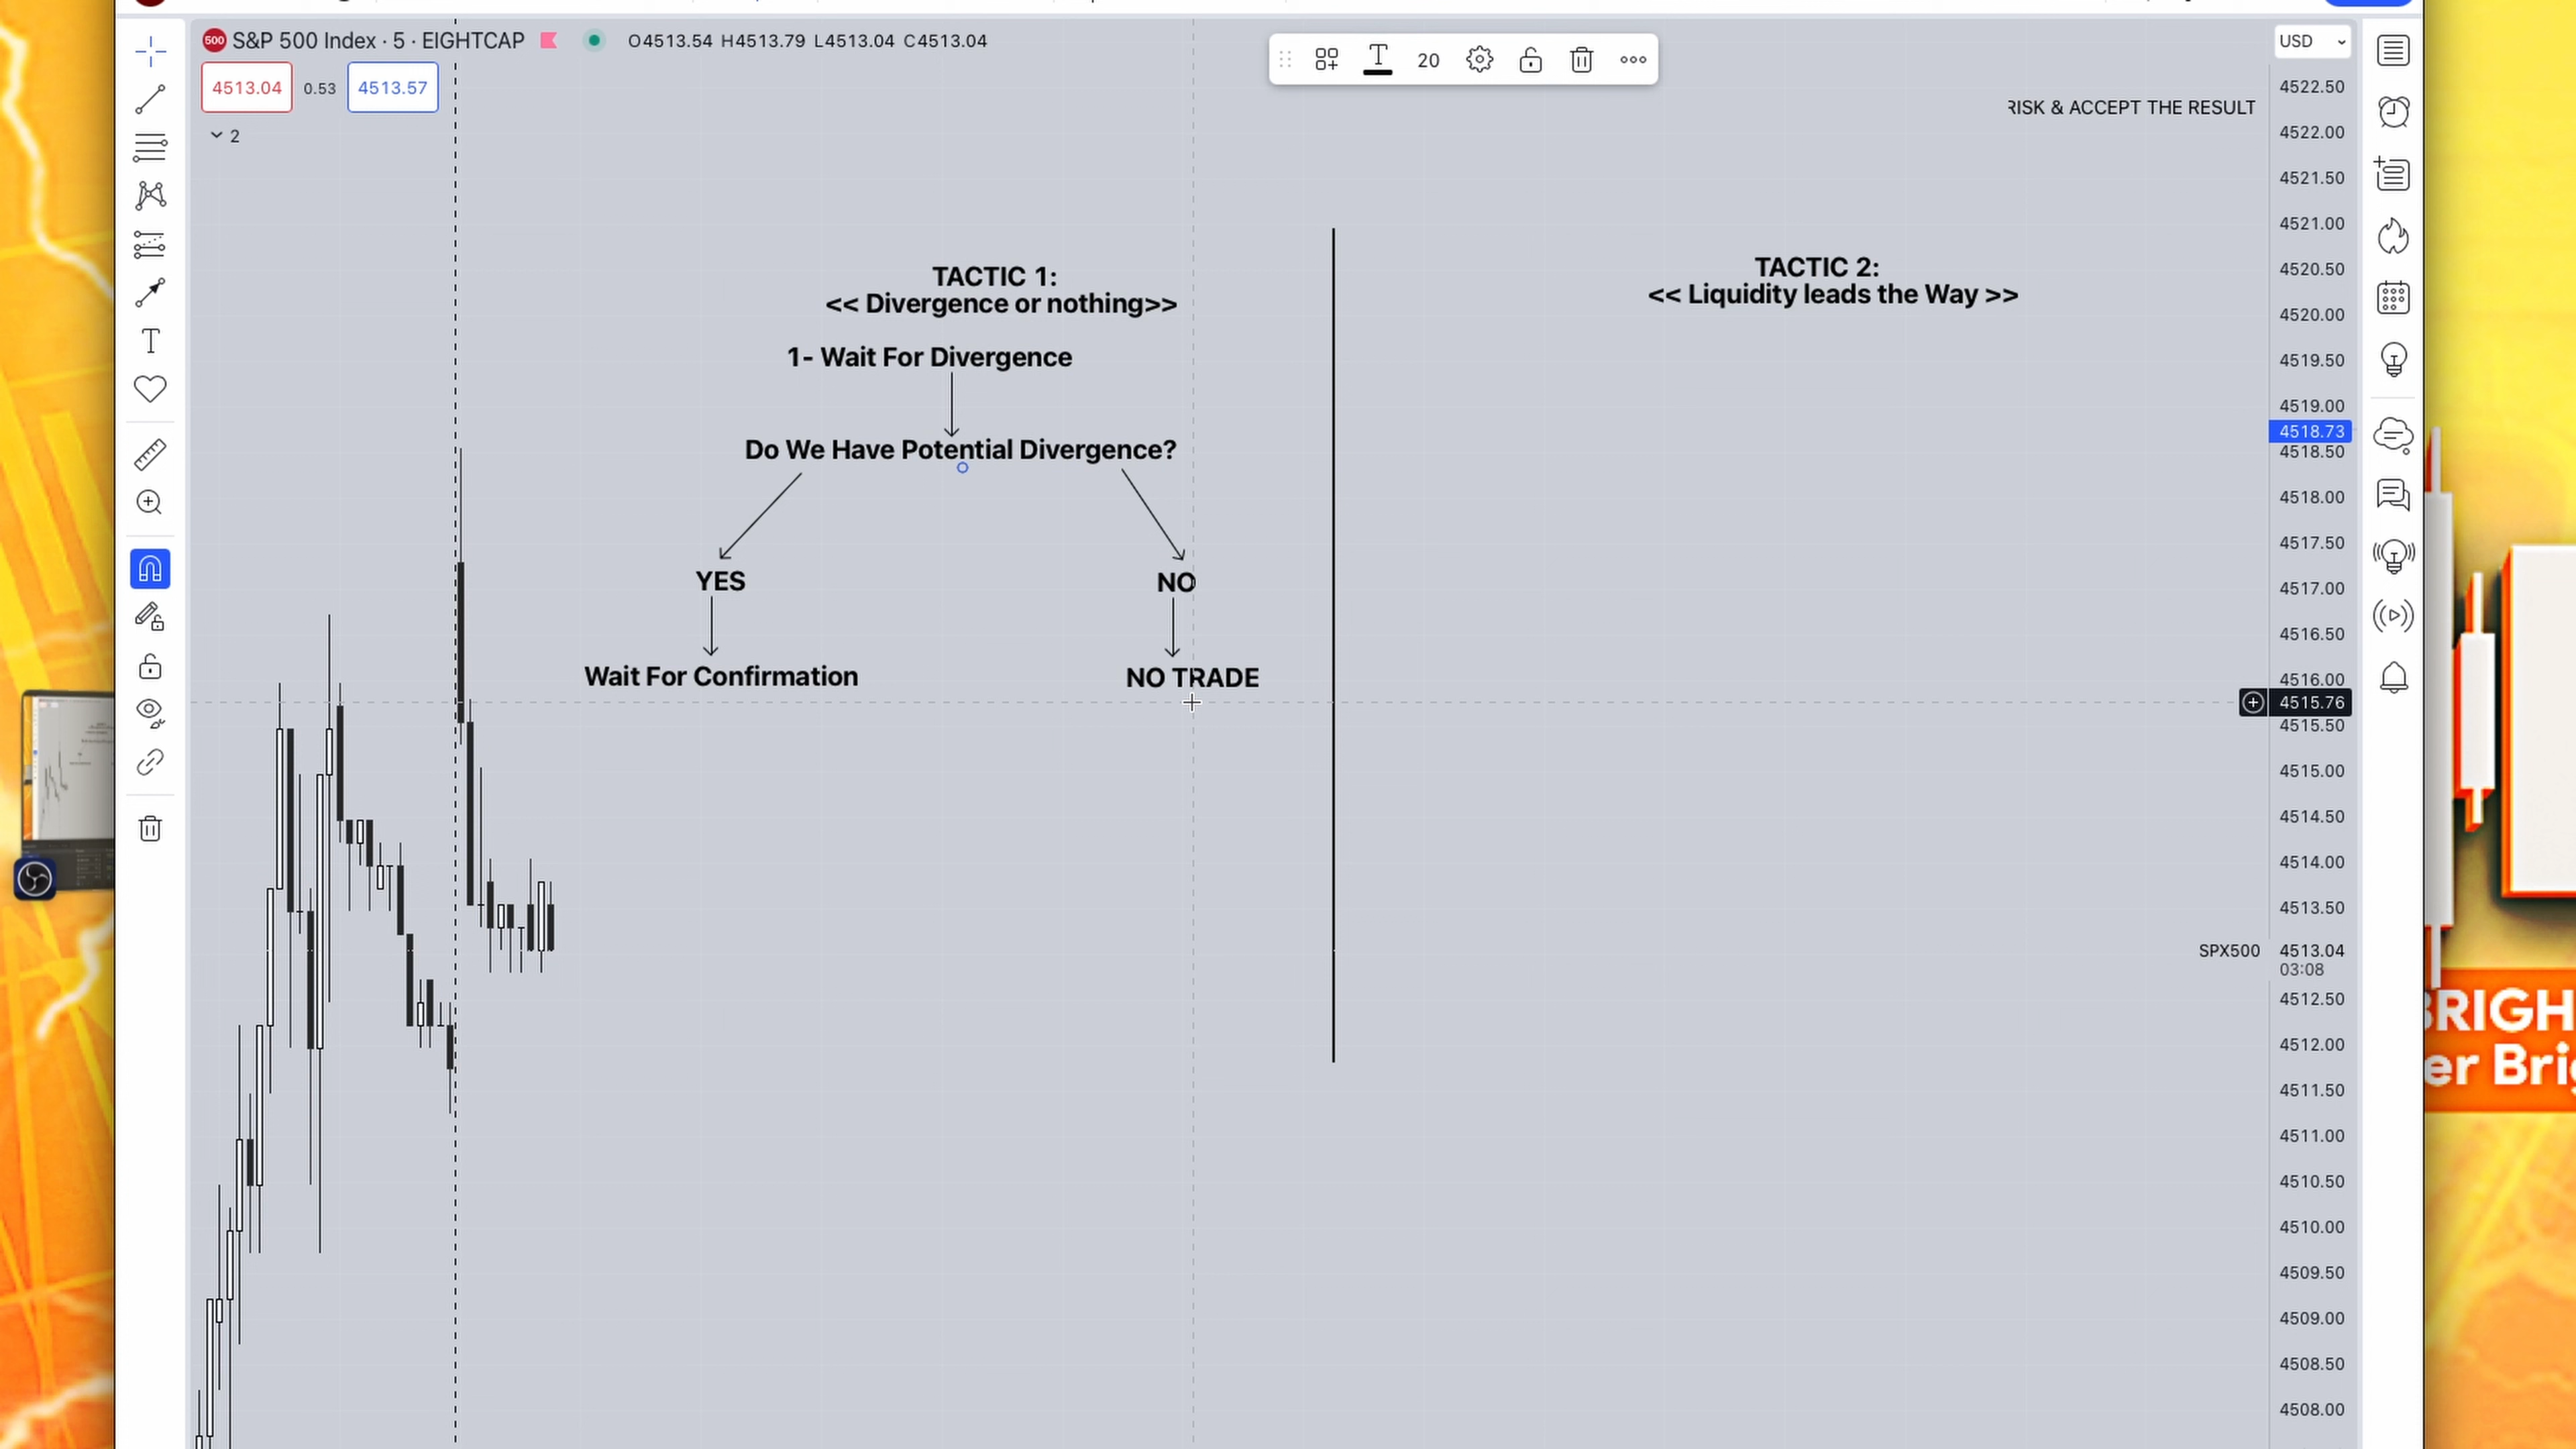 500 S&P 500 Index · 5 · EIGHTCAP
O4513.54 H4513.79 L4513.04 C4513.04
4513.04 0.53 4513.57
2
20
USD
RISK & ACCEPT THE RESULT
TACTIC 1:
<< Divergence or nothing>>
1- Wait For Divergence
Do We Have Potential Divergence?
YES
NO
Wait For Confirmation
NO TRADE
TACTIC 2:
<< Liquidity leads the Way >>
4522.50
4522.00
4521.50
4521.00
4520.50
4520.00
4519.50
4519.00
4518.73
4518.50
4518.00
4517.50
4517.00
4516.50
4516.00
4515.76
4515.50
4515.00
4514.50
4514.00
4513.50
SPX500 4513.04
03:08
4512.50
4512.00
4511.50
4511.00
4510.50
4510.00
4509.50
4509.00
4508.50
4508.00
BRIGH
er Brig